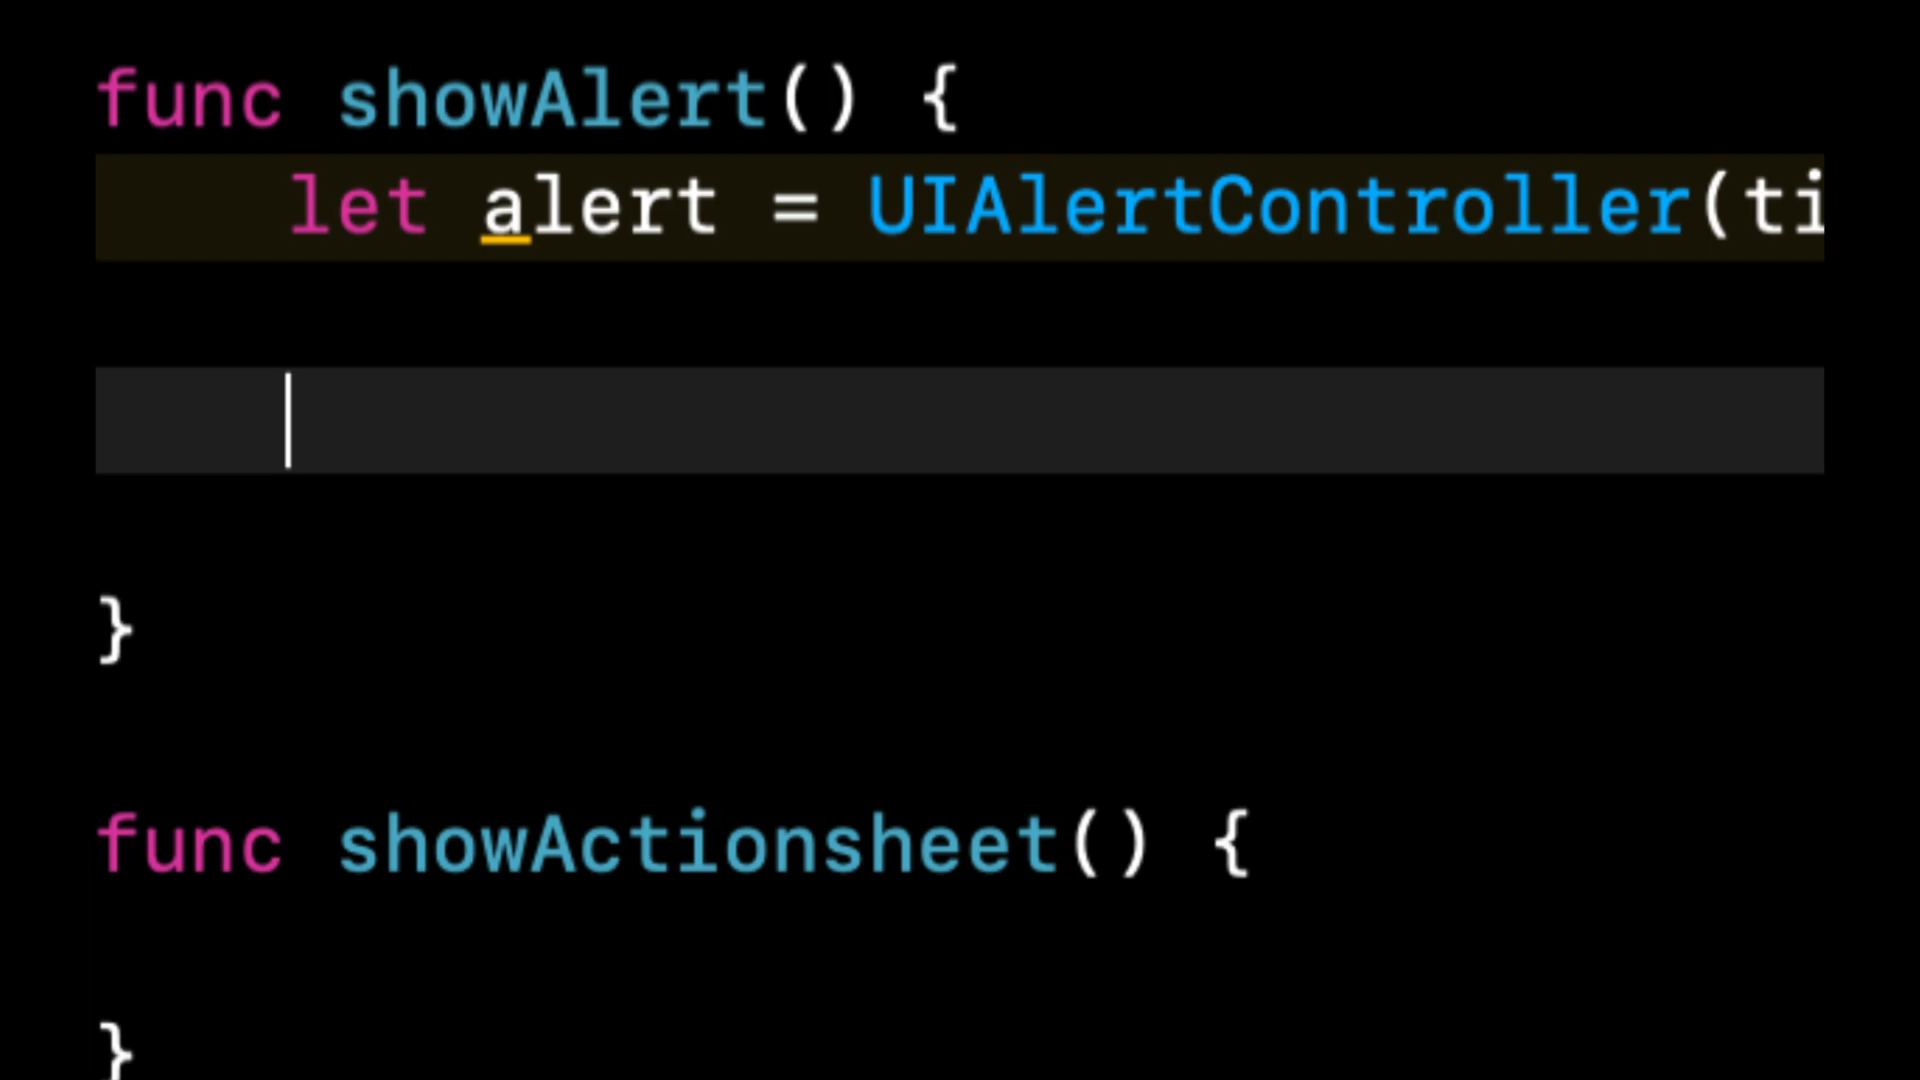 func showAlert() {
let alert = UIAlertController(ti
}
func showActionsheet() {
}